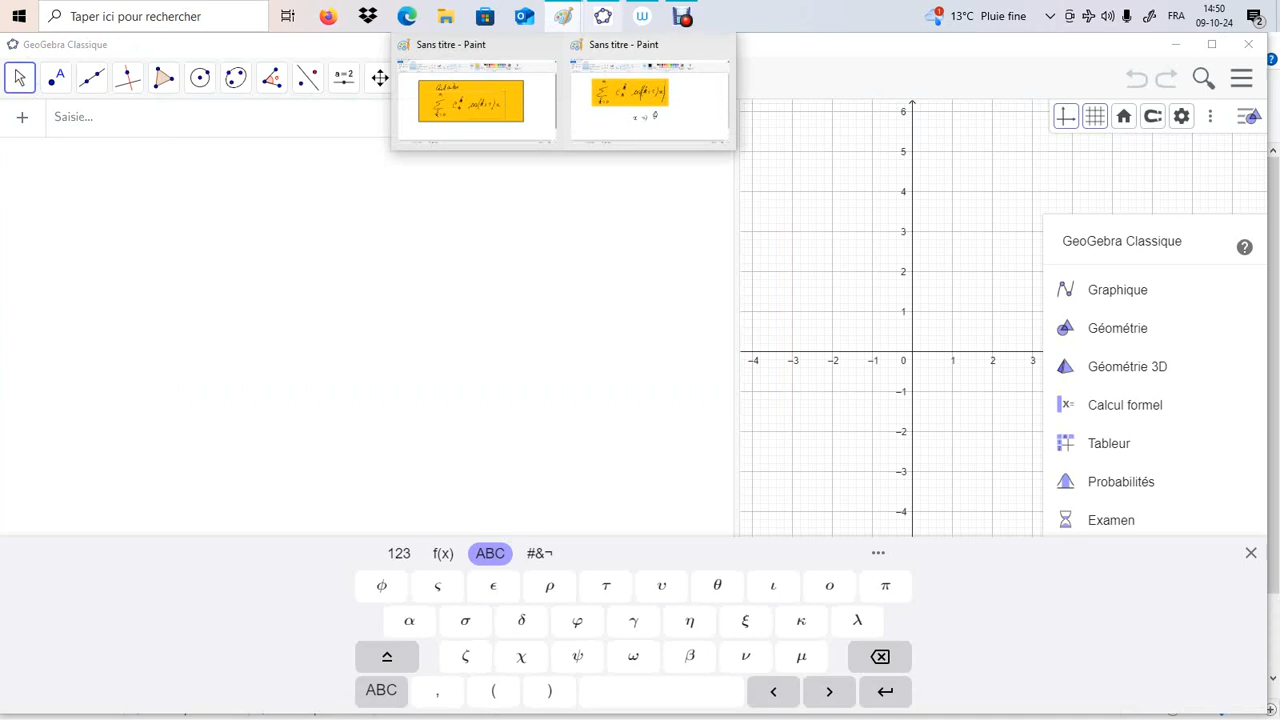 Taper ici pour rechercher
13°C Pluie fine
FRA
14:50
09-10-24
2
GeoGebra Classique
Sans titre - Paint
Sans titre - Paint
A
a=2
+
Saisie...
6
5
4
3
2
1
−4 −3 −2 −1 0 1 2 3
−1
−2
−3
−4
GeoGebra Classique
?
Graphique
Géométrie
Géométrie 3D
x= Calcul formel
Tableur
Probabilités
Examen
123 f(x) ABC #&¬ ...
ϕ ς ϵ ρ τ υ θ ι ο π
α σ δ φ γ η ξ κ λ
ζ χ ψ ω β ν μ
ABC , ( ) < >